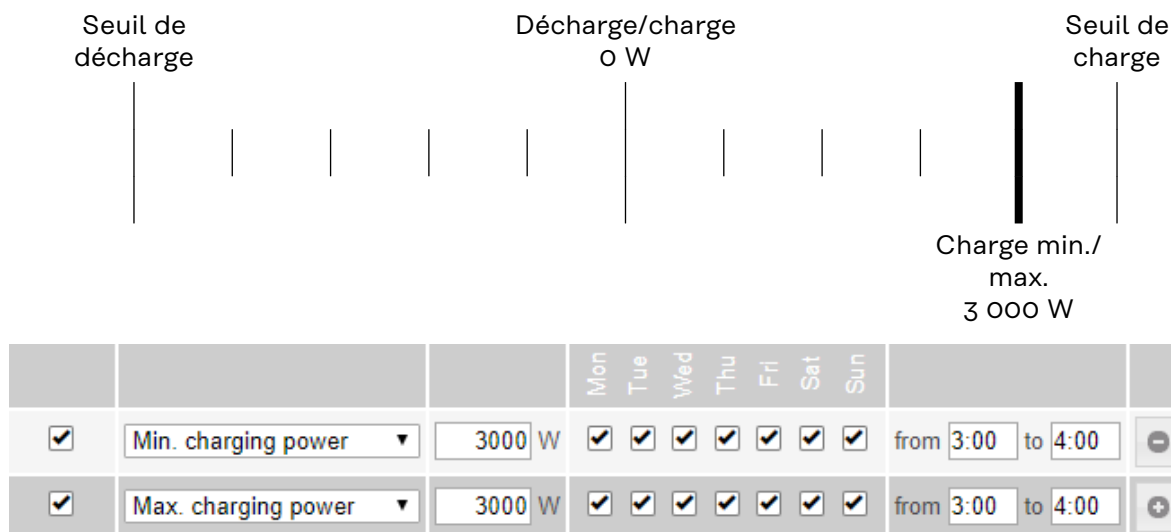 Seuil de
décharge
Décharge/charge
0 W
Seuil de
charge
Charge min./
max.
3 000 W
Mon Tue Wed Thu Fri Sat Sun
Min. charging power 3000 W from 3:00 to 4:00
Max. charging power 3000 W from 3:00 to 4:00